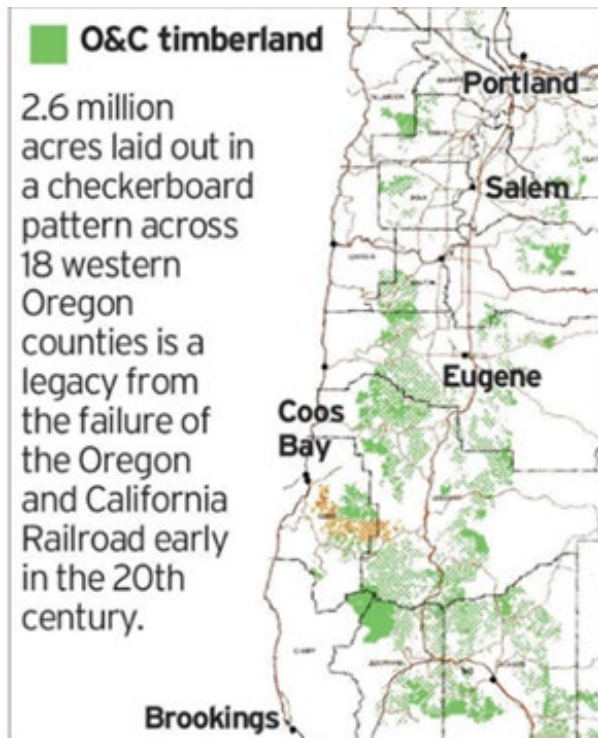 O&C timberland
2.6 million
acres laid out in
a checkerboard
pattern across
18 western
Oregon
counties is a
legacy from
the failure of
the Oregon
and California
Railroad early
in the 20th
century.
Portland
Salem
Eugene
Coos
Bay
Brookings